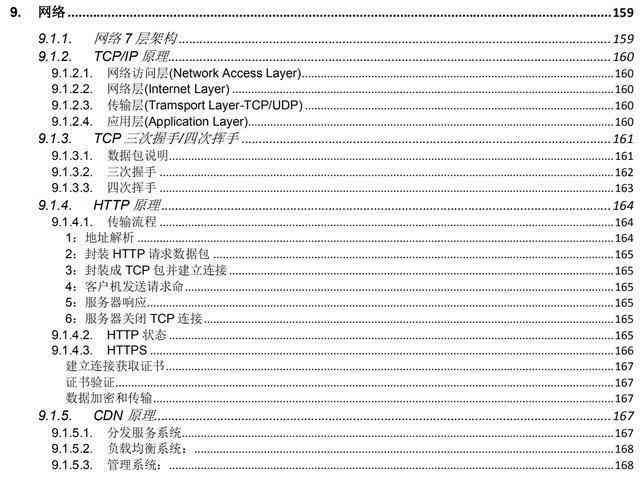 9. 网络 159
9.1.1. 网络 7 层架构 159
9.1.2. TCP/IP 原理 160
9.1.2.1. 网络访问层(Network Access Layer) 160
9.1.2.2. 网络层(Internet Layer) 160
9.1.2.3. 传输层(Tramsport Layer-TCP/UDP) 160
9.1.2.4. 应用层(Application Layer) 160
9.1.3. TCP 三次握手/四次挥手 161
9.1.3.1. 数据包说明 161
9.1.3.2. 三次握手 162
9.1.3.3. 四次挥手 163
9.1.4. HTTP 原理 164
9.1.4.1. 传输流程 164
1：地址解析 164
2：封装 HTTP 请求数据包 165
3：封装成 TCP 包并建立连接 165
4：客户机发送请求命 165
5：服务器响应 165
6：服务器关闭 TCP 连接 165
9.1.4.2. HTTP 状态 165
9.1.4.3. HTTPS 166
建立连接获取证书 167
证书验证 167
数据加密和传输 167
9.1.5. CDN 原理 167
9.1.5.1. 分发服务系统 167
9.1.5.2. 负载均衡系统： 168
9.1.5.3. 管理系统： 168